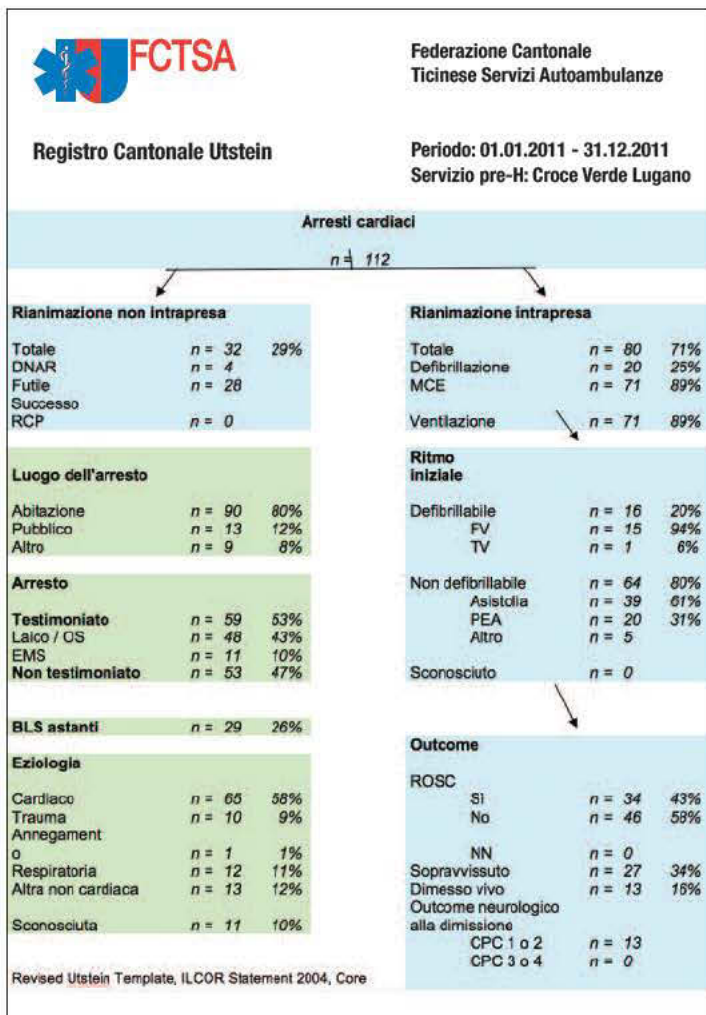 FCTSA
Federazione Cantonale
Ticinese Servizi Autoambulanze
Registro Cantonale Utstein
Periodo: 01.01.2011 - 31.12.2011
Servizio pre-H: Croce Verde Lugano
Arresti cardiaci
n = 112
Rianimazione non intrapresa
Totale n = 32 29%
DNAR n = 4
Futile n = 28
Successo
RCP n = 0
Luogo dell'arresto
Abitazione n = 90 80%
Pubblico n = 13 12%
Altro n = 9 8%
Arresto
Testimoniato n = 59 53%
Laico / OS n = 48 43%
EMS n = 11 10%
Non testimoniato n = 53 47%
BLS astanti n = 29 26%
Eziologia
Cardiaco n = 65 58%
Trauma n = 10 9%
Annegament
o n = 1 1%
Respiratoria n = 12 11%
Altra non cardiaca n = 13 12%
Sconosciuta n = 11 10%
Rianimazione intrapresa
Totale n = 80 71%
Defibrillazione n = 20 25%
MCE n = 71 89%
Ventilazione n = 71 89%
Ritmo
iniziale
Defibrillabile n = 16 20%
FV n = 15 94%
TV n = 1 6%
Non defibrillabile n = 64 80%
Asistolia n = 39 61%
PEA n = 20 31%
Altro n = 5
Sconosciuto n = 0
Outcome
ROSC
Sì n = 34 43%
No n = 46 58%
NN n = 0
Sopravvissuto n = 27 34%
Dimesso vivo n = 13 16%
Outcome neurologico
alla dimissione
CPC 1 o 2 n = 13
CPC 3 o 4 n = 0
Revised Utstein Template, ILCOR Statement 2004, Core